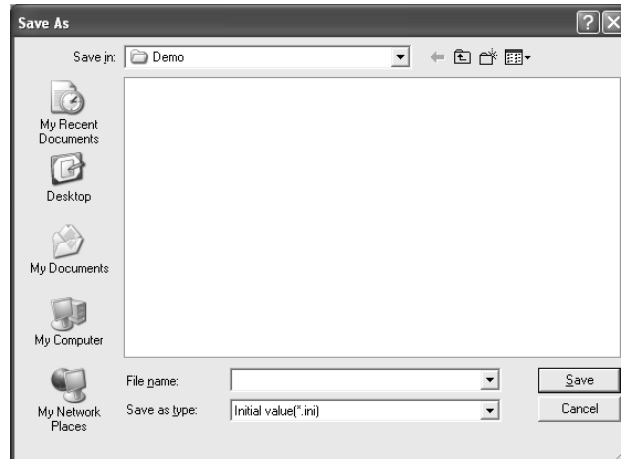 Save As
Save in: Demo
My Recent
Documents
Desktop
My Documents
My Computer
My Network
Places
File name:
Save
Save as type: Initial value(*.ini)
Cancel